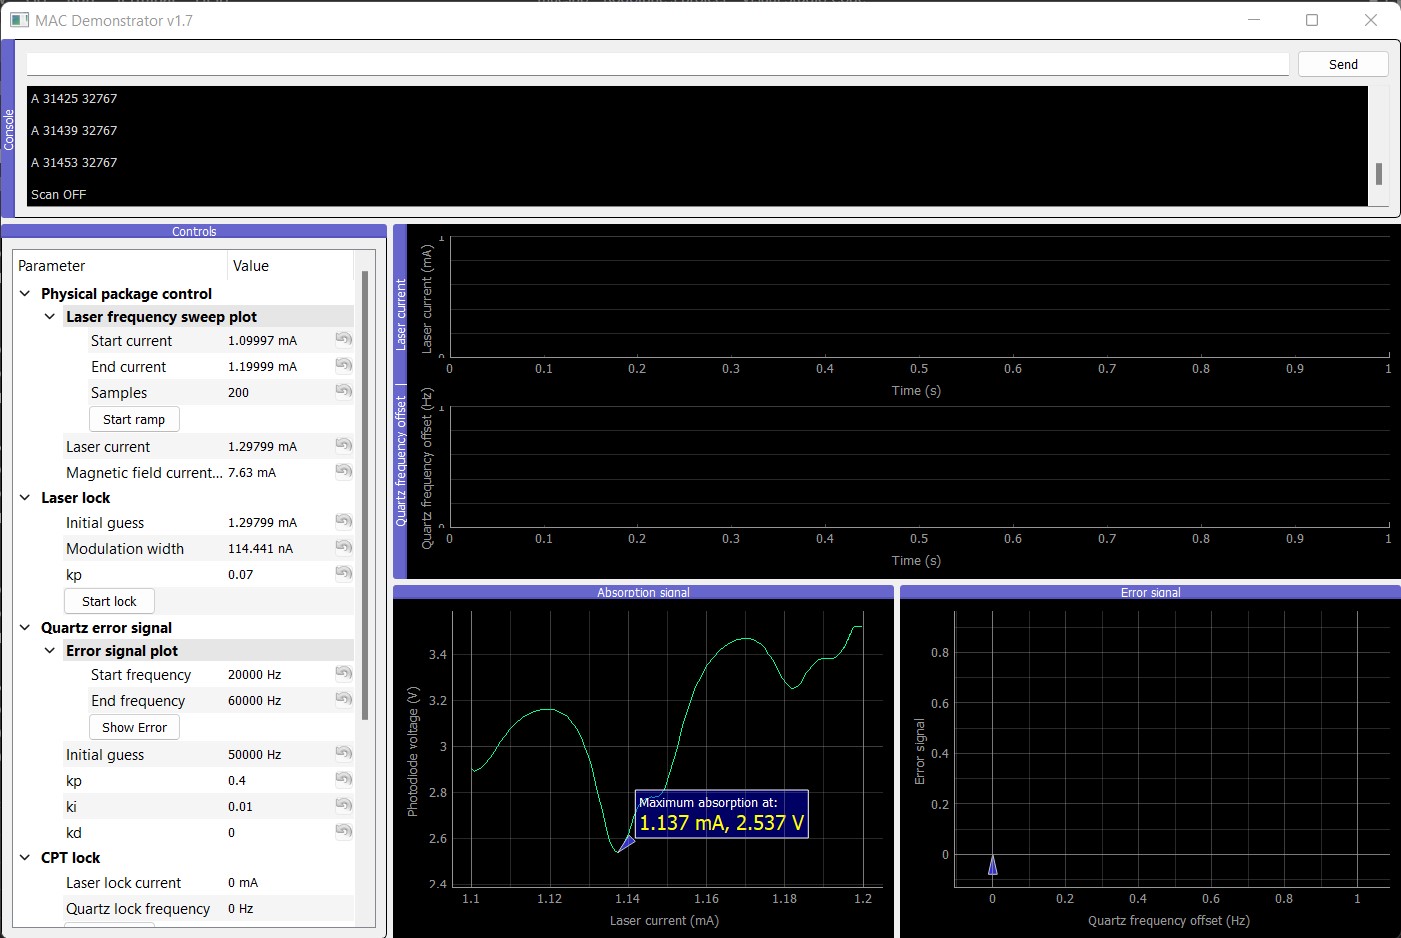 MAC Demonstrator v1.7
Send
Console
A 31425 32767
A 31439 32767
A 31453 32767
Scan OFF
Controls
Parameter Value
Physical package control
Laser frequency sweep plot
Start current 1.09997 mA
End current 1.19999 mA
Samples 200
Start ramp
Laser current 1.29799 mA
Magnetic field current... 7.63 mA
Laser lock
Initial guess 1.29799 mA
Modulation width 114.441 nA
kp 0.07
Start lock
Quartz error signal
Error signal plot
Start frequency 20000 Hz
End frequency 60000 Hz
Show Error
Initial guess 50000 Hz
kp 0.4
ki 0.01
kd 0
CPT lock
Laser lock current 0 mA
Quartz lock frequency 0 Hz
Laser current
Laser current (mA)
1
0
0 0.1 0.2 0.3 0.4 0.5 0.6 0.7 0.8 0.9 1
Time (s)
Quartz frequency offset
Quartz frequency offset (Hz)
1
0
0 0.1 0.2 0.3 0.4 0.5 0.6 0.7 0.8 0.9 1
Time (s)
Absorption signal
Photodiode voltage (V)
3.4
3.2
3
2.8
2.6
2.4
Maximum absorption at:
1.137 mA, 2.537 V
1.1 1.12 1.14 1.16 1.18 1.2
Laser current (mA)
Error signal
Error signal
0.8
0.6
0.4
0.2
0
0 0.2 0.4 0.6 0.8 1
Quartz frequency offset (Hz)